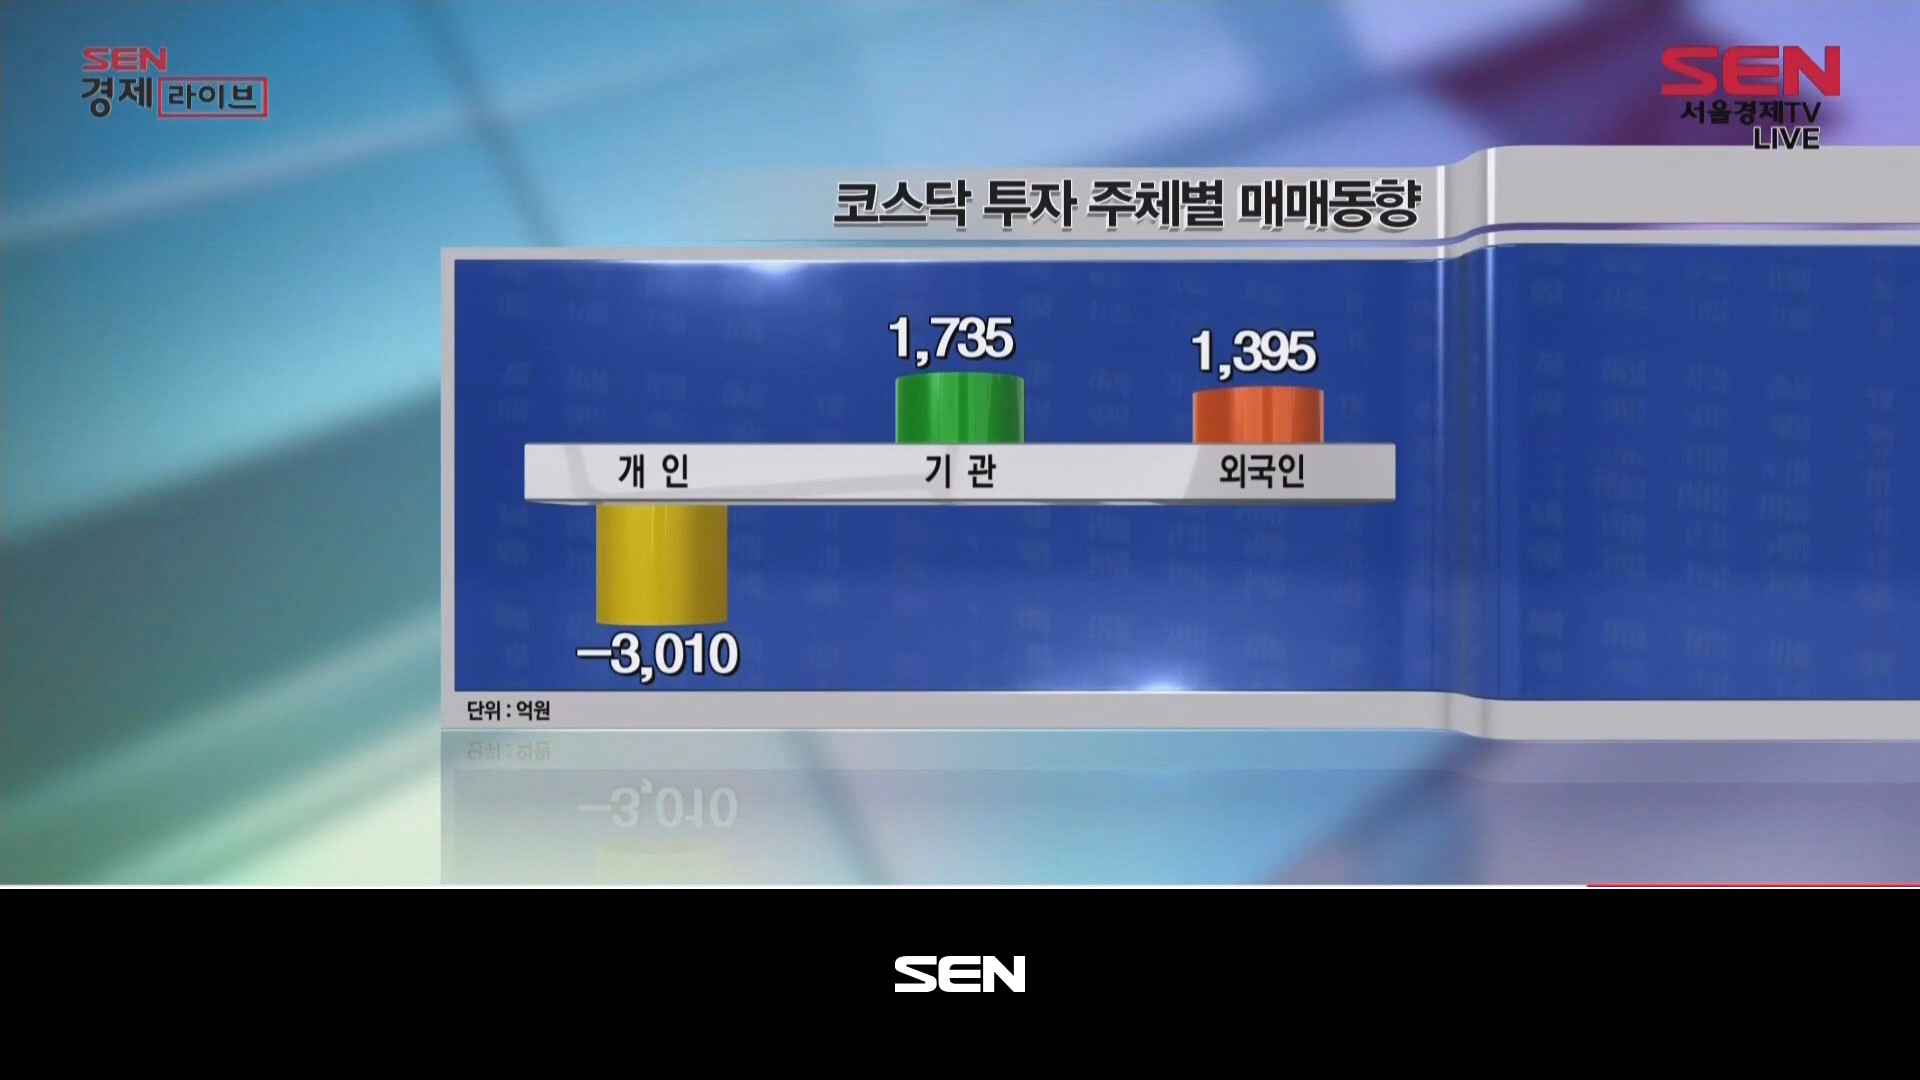 SEN
경제 라이브
SEN
서울경제TV
LIVE
코스닥 투자 주체별 매매동향
1,735
1,395
개 인
기 관
외국인
-3,010
단위 : 억원
SEN